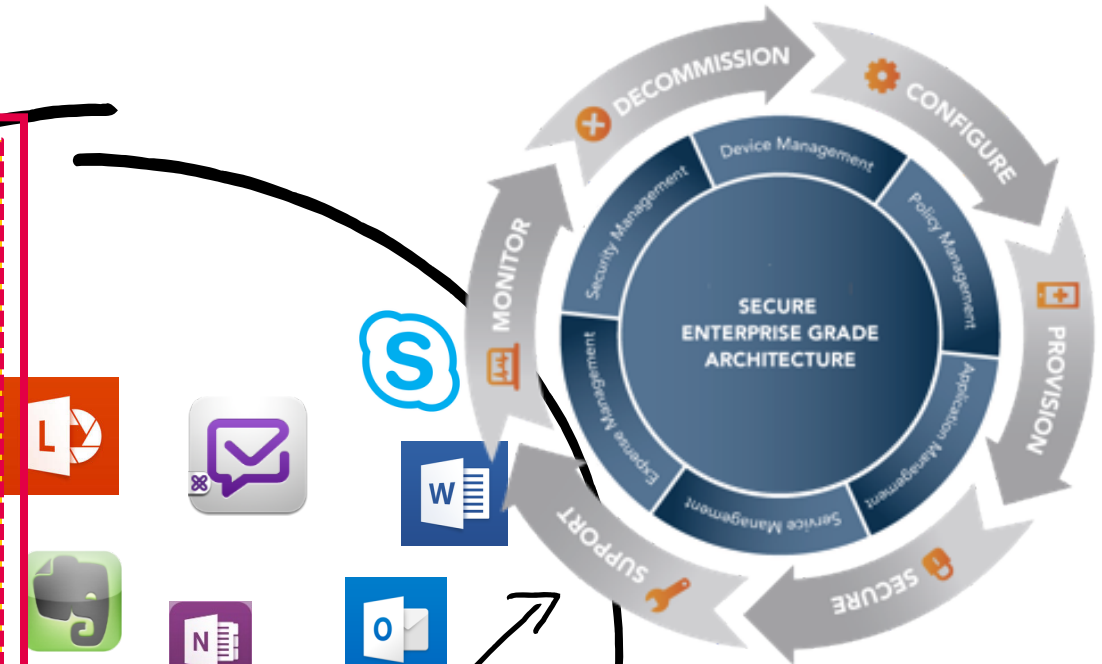 DECOMMISSION
CONFIGURE
PROVISION
SECURE
SUPPORT
MONITOR
Device Management
Policy Management
Application Management
Service Management
Expense Management
Security Management
SECURE
ENTERPRISE GRADE
ARCHITECTURE
S
L
W
N
O